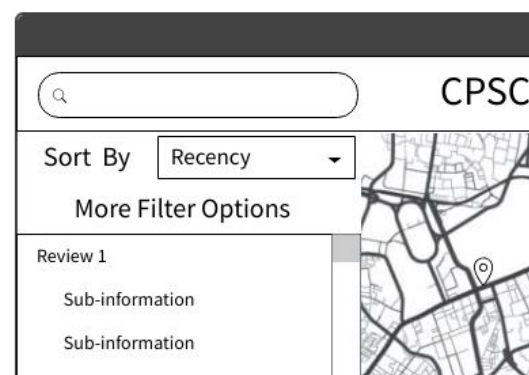 CPSC
Sort By Recency
More Filter Options
Review 1
Sub-information
Sub-information